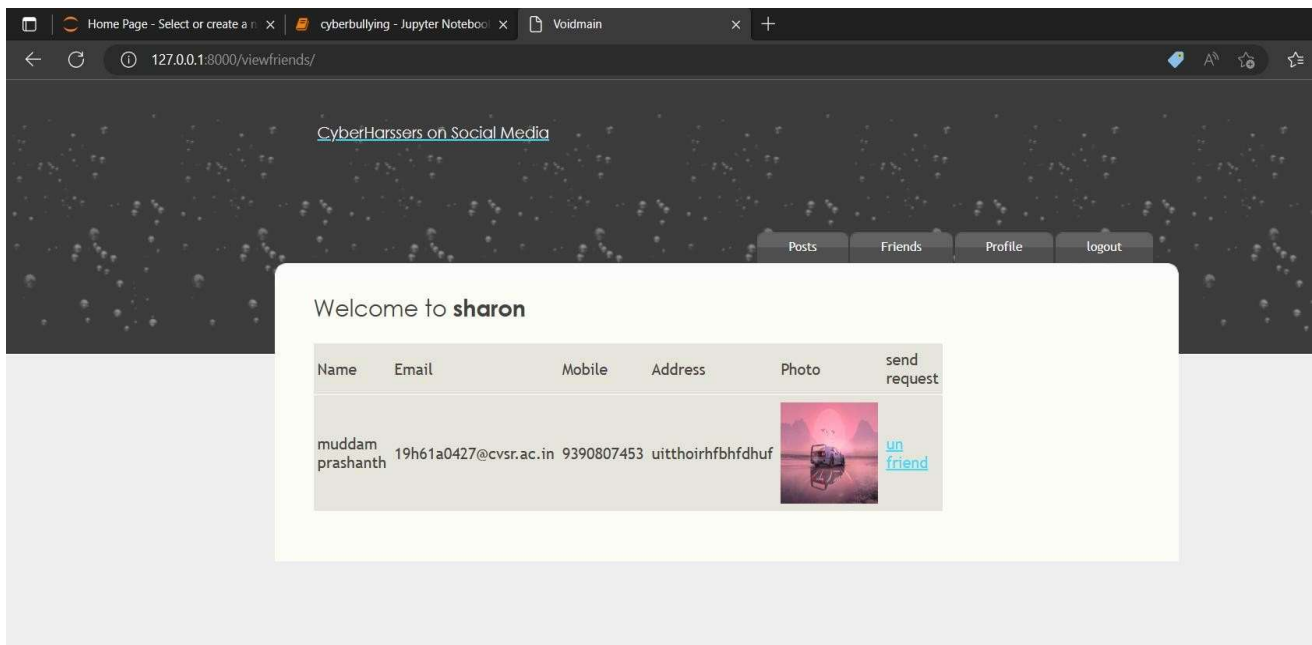 Home Page - Select or create a n
cyberbullying - Jupyter Noteboo
Voidmain
127.0.0.1:8000/viewfriends/
CyberHarssers on Social Media
Posts Friends Profile logout
Welcome to sharon
Name Email Mobile Address Photo send request
muddam prashanth 19h61a0427@cvsr.ac.in 9390807453 uitthoirhfbhfdhuf un friend